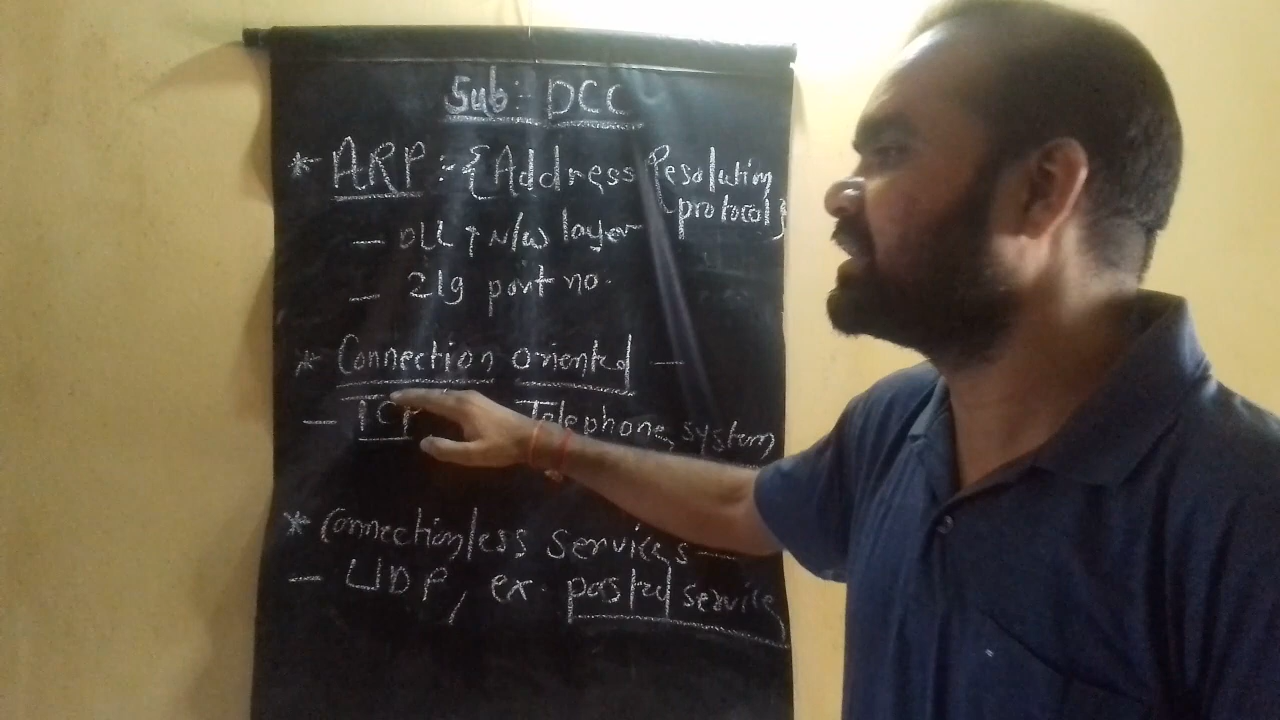 Sub:- DCC
* ARP :- {Address Resolution
protocol}
— DLL & N/W layer
— 219 port no.
* Connection oriented —
— TCP Telephone system
* Connectionless services —
— UDP, ex. postal service